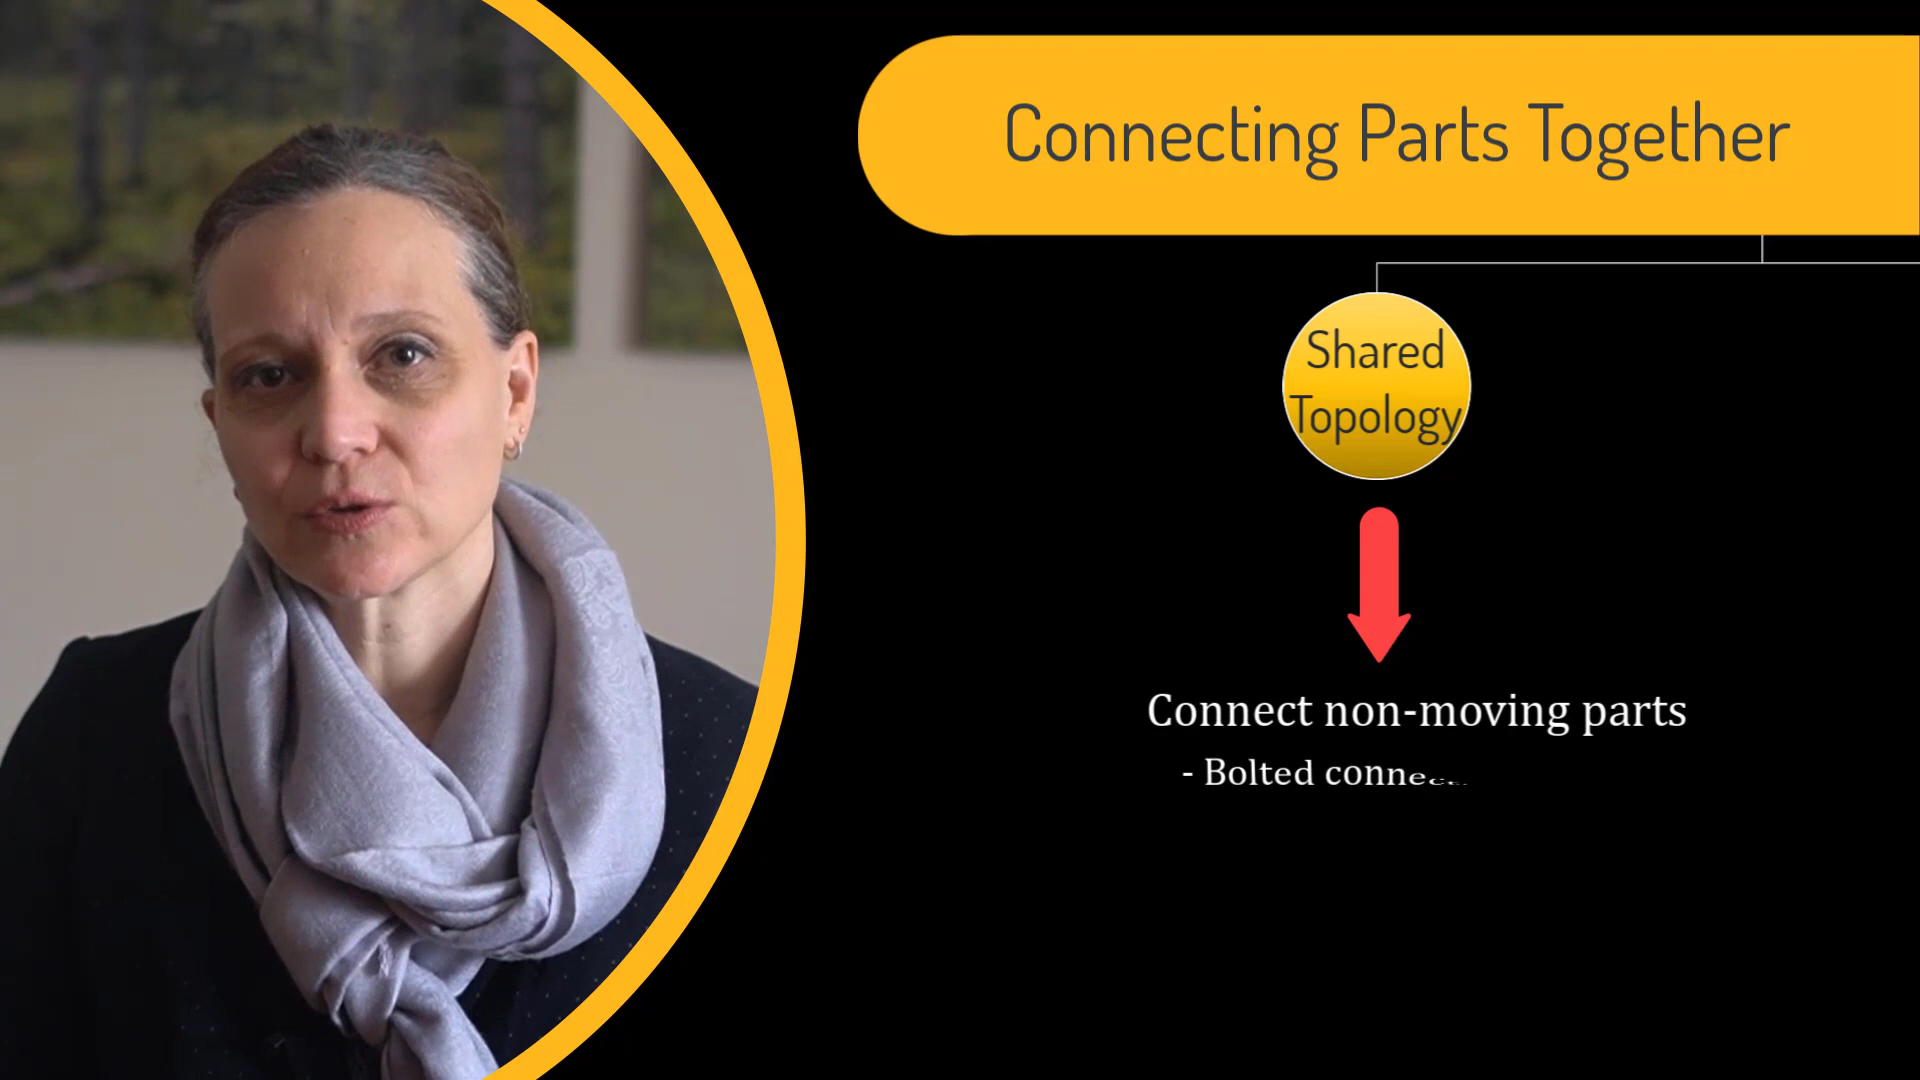 Connecting Parts Together
Shared
Topology
Connect non-moving parts
- Bolted